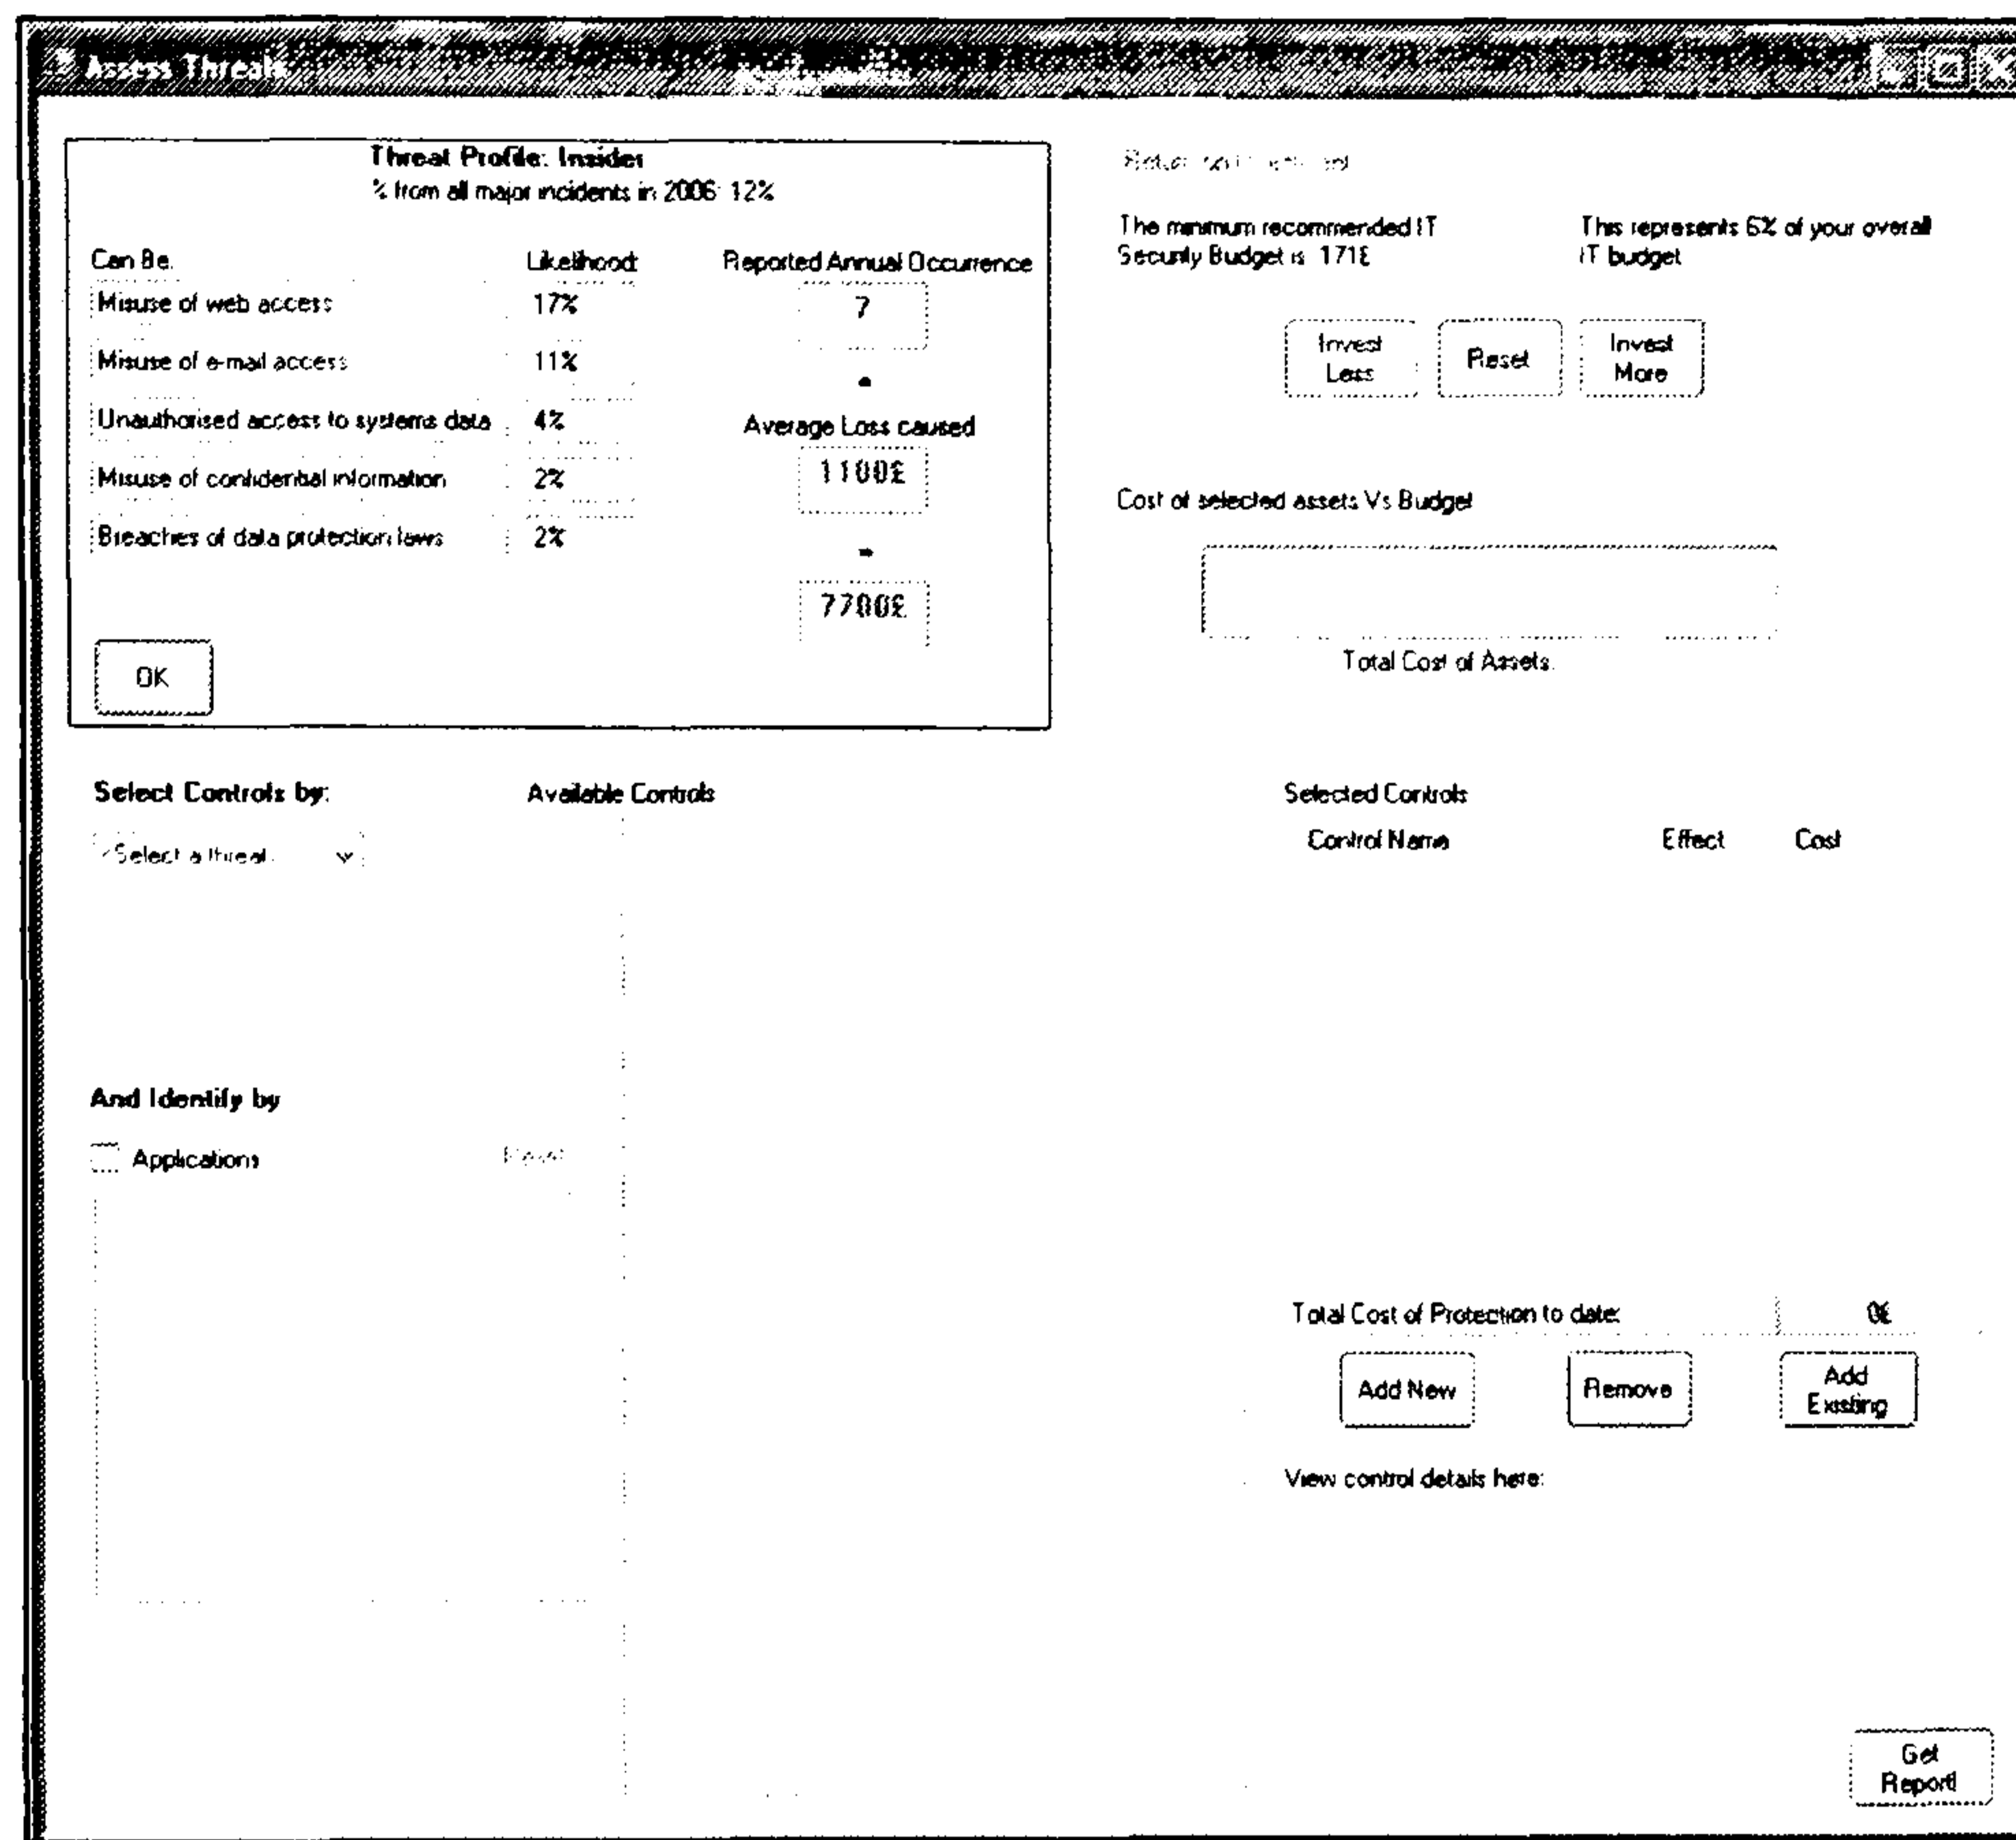 Assess Threats
Threat Profile: Insider
% from all major incidents in 2006: 12%
Can Be: Likelihood: Reported Annual Occurrence
Misuse of web access 17% 7
Misuse of e-mail access 11%
*
Unauthorised access to systems data 4% Average Loss caused
Misuse of confidential information 2% 1100£
Breaches of data protection laws 2%
=
7700£
OK
The minimum recommended IT
Security Budget is 171£
This represents 6% of your overall
IT budget
Invest
Less
Reset
Invest
More
Cost of selected assets Vs Budget
Total Cost of Assets:
Select Controls by:
<Select a threat
Available Controls
Selected Controls
Control Name Effect Cost
And Identify by
Applications
Total Cost of Protection to date: 0£
Add New
Remove
Add
Existing
View control details here:
Get
Report!